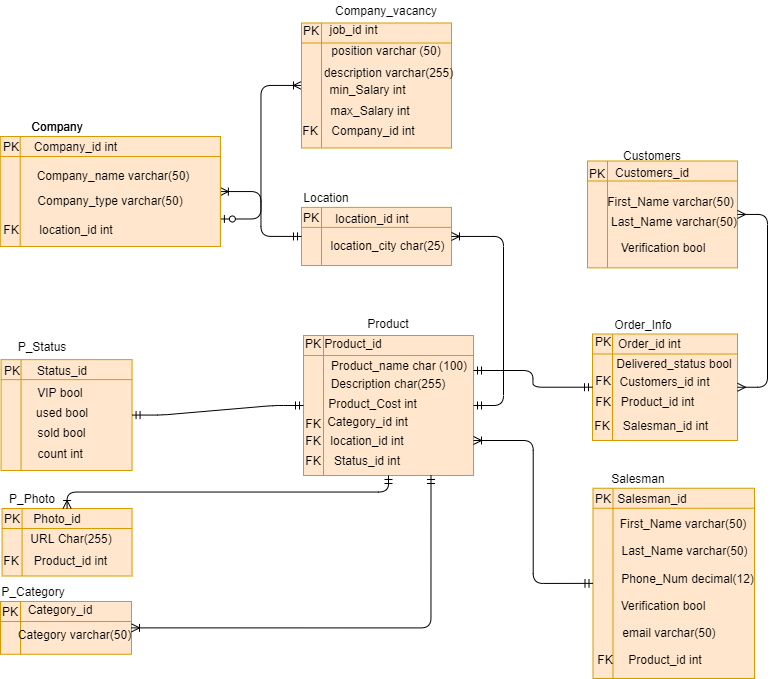 Company_vacancy
PK job_id int
position varchar (50)
description varchar(255)
min_Salary int
max_Salary int
FK Company_id int
Company
PK Company_id int
Company_name varchar(50)
Company_type varchar(50)
FK location_id int
Location
PK location_id int
location_city char(25)
Customers
PK Customers_id
First_Name varchar(50)
Last_Name varchar(50)
Verification bool
Product
PK Product_id
Product_name char (100)
Description char(255)
Product_Cost int
FK Category_id int
FK location_id int
FK Status_id int
Order_Info
PK Order_id int
Delivered_status bool
FK Customers_id int
FK Product_id int
FK Salesman_id int
P_Status
PK Status_id
VIP bool
used bool
sold bool
count int
P_Photo
PK Photo_id
URL Char(255)
FK Product_id int
P_Category
PK Category_id
Category varchar(50)
Salesman
PK Salesman_id
First_Name varchar(50)
Last_Name varchar(50)
Phone_Num decimal(12)
Verification bool
email varchar(50)
FK Product_id int